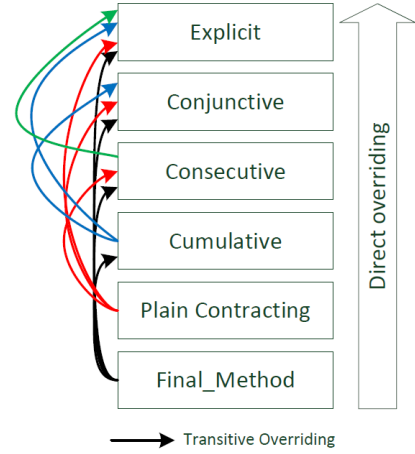 Explicit
Conjunctive
Consecutive
Cumulative
Plain Contracting
Final_Method
Direct overriding
Transitive Overriding